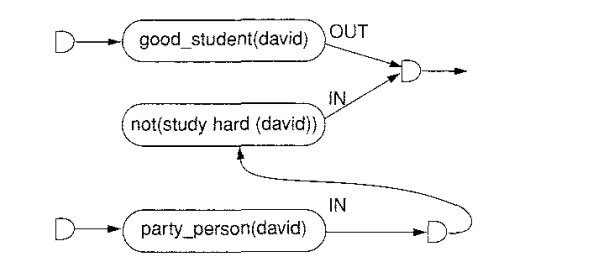 good_student(david)
OUT
IN
not(study hard (david))
IN
party_person(david)